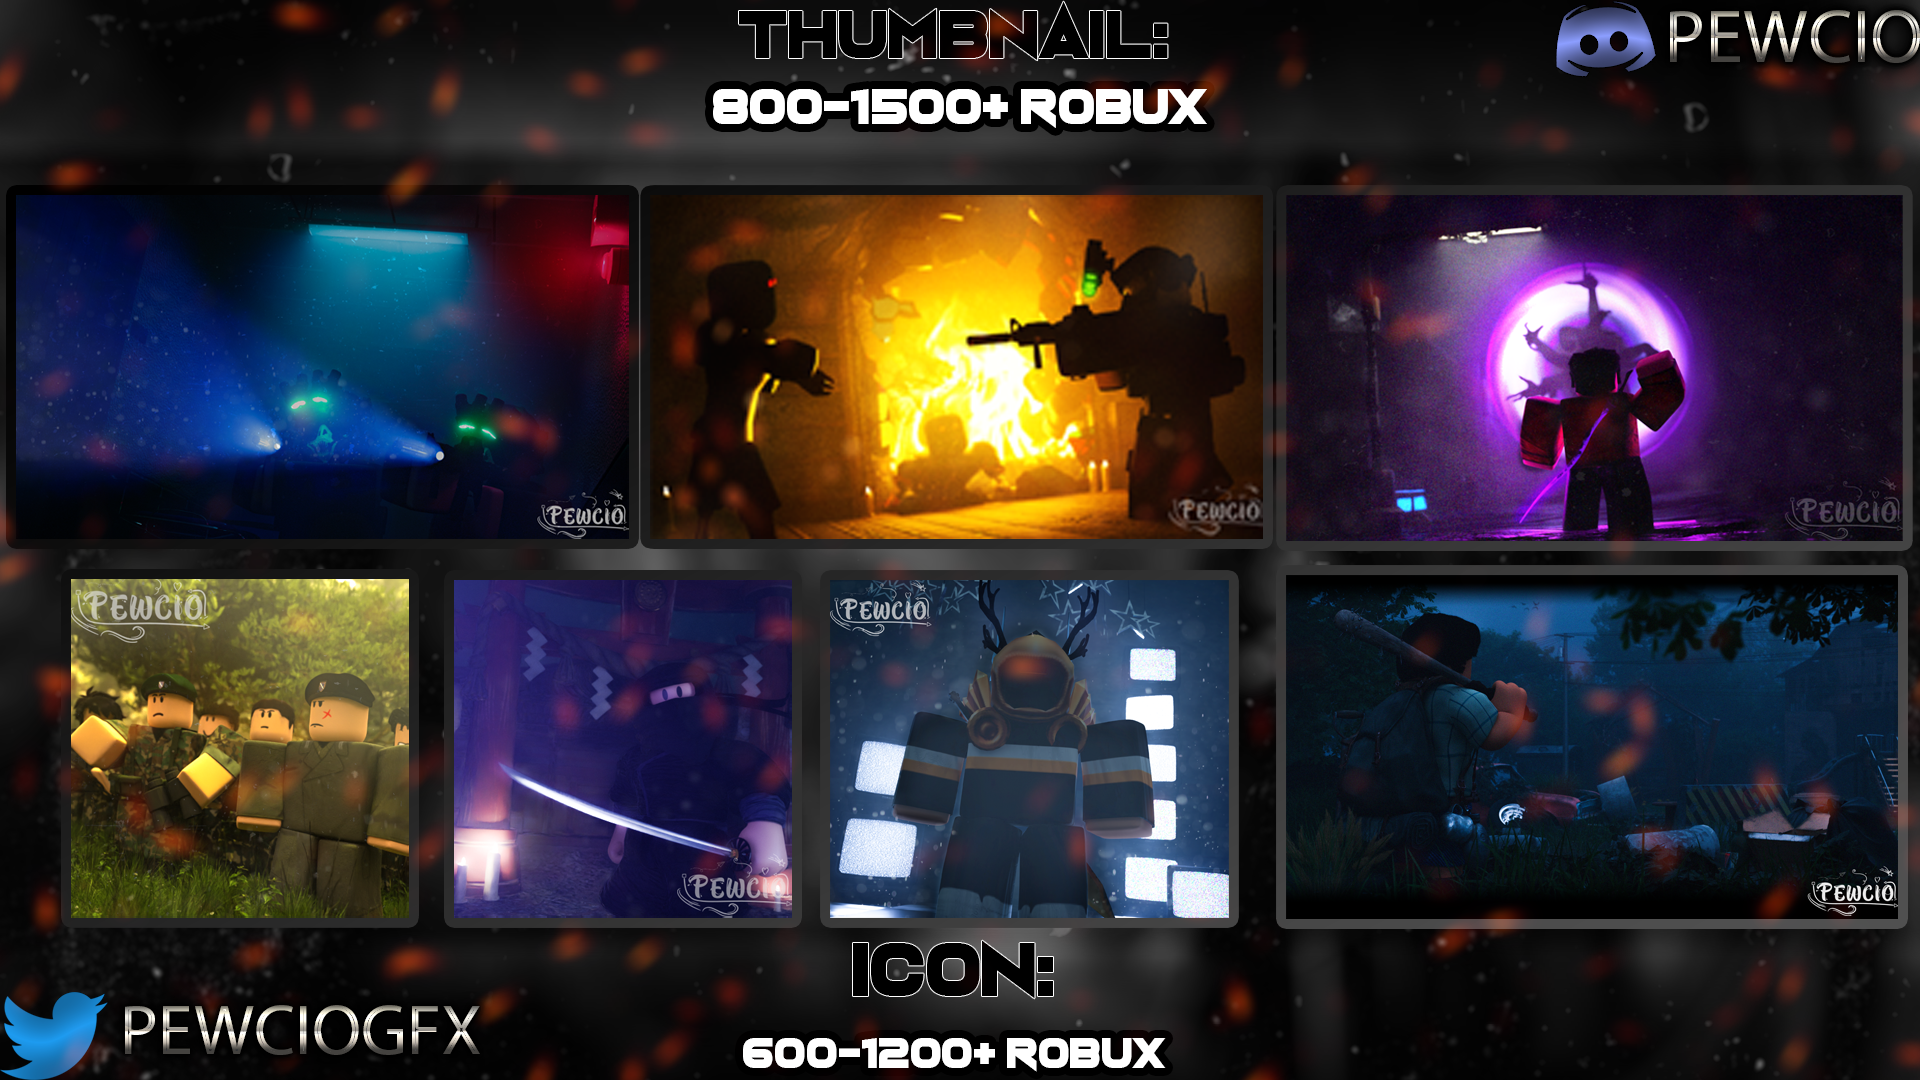 THUMBNAIL:
PEWCIO
800-1500+ ROBUX
PEWCIO
PEWCIO
PEWCIO
PEWCIO
PEWCIO
PEWCIO
PEWCIO
ICON:
PEWCIOGFX
600-1200+ ROBUX